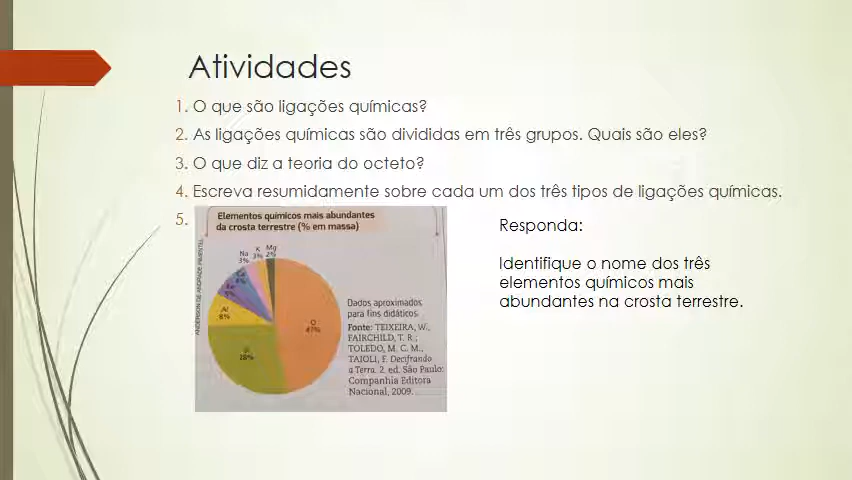 Atividades
1. O que são ligações químicas?
2. As ligações químicas são divididas em três grupos. Quais são eles?
3. O que diz a teoria do octeto?
4. Escreva resumidamente sobre cada um dos três tipos de ligações químicas.
5.
Elementos químicos mais abundantes
da crosta terrestre (% em massa)
ANDERSON DE ANDRADE PIMENTEL
K
3%
Mg
2%
Na
3%
Al
8%
28%
O
47%
Dados aproximados
para fins didáticos.
Fonte: TEIXEIRA, W.,
FAIRCHILD, T. R.;
TOLEDO, M. C. M.,
TAIOLI, F. Decifrando
a Terra. 2. ed. São Paulo:
Companhia Editora
Nacional, 2009.
Responda:
Identifique o nome dos três
elementos químicos mais
abundantes na crosta terrestre.